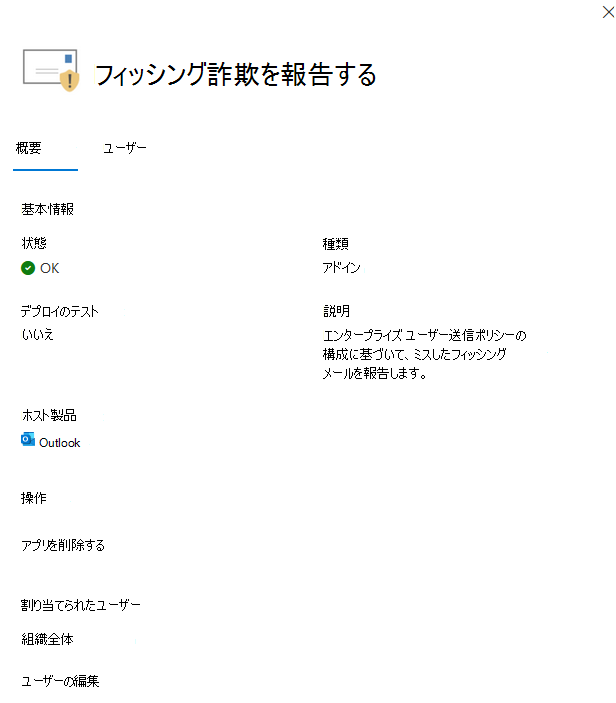 フィッシング詐欺を報告する
概要
ユーザー
基本情報
状態
種類
OK
アドイン
デプロイのテスト
説明
いいえ
エンタープライズ ユーザー送信ポリシーの
構成に基づいて、ミスしたフィッシング
メールを報告します。
ホスト製品
Outlook
操作
アプリを削除する
割り当てられたユーザー
組織全体
ユーザーの編集